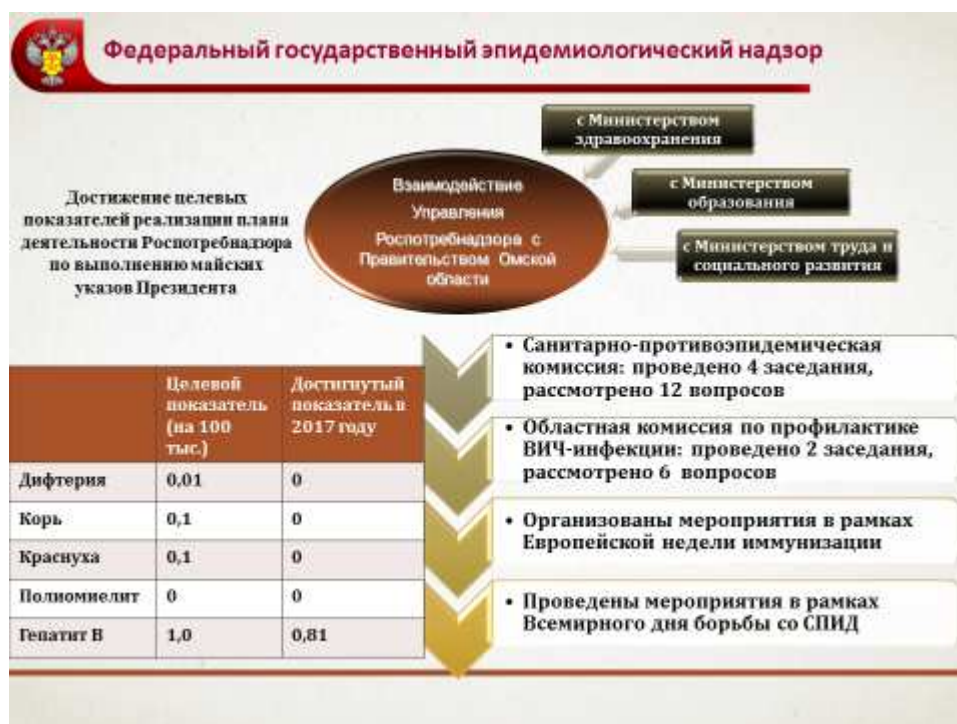 Федеральный государственный эпидемиологический надзор
с Министерством
здравоохранения
Взаимодействие
Управления
Роспотребнадзора с
Правительством Омской
области
с Министерством
образования
с Министерством труда и
социального развития
Достижение целевых
показателей реализации плана
деятельности Роспотребнадзора
по выполнению майских
указов Президента
Целевой
показатель
(на 100
тыс.)
Достигнутый
показатель в
2017 году
Дифтерия 0,01 0
Корь 0,1 0
Краснуха 0,1 0
Полиомиелит 0 0
Гепатит В 1,0 0,81
• Санитарно-противоэпидемическая
комиссия: проведено 4 заседания,
рассмотрено 12 вопросов
• Областная комиссия по профилактике
ВИЧ-инфекции: проведено 2 заседания,
рассмотрено 6 вопросов
• Организованы мероприятия в рамках
Европейской недели иммунизации
• Проведены мероприятия в рамках
Всемирного дня борьбы со СПИД